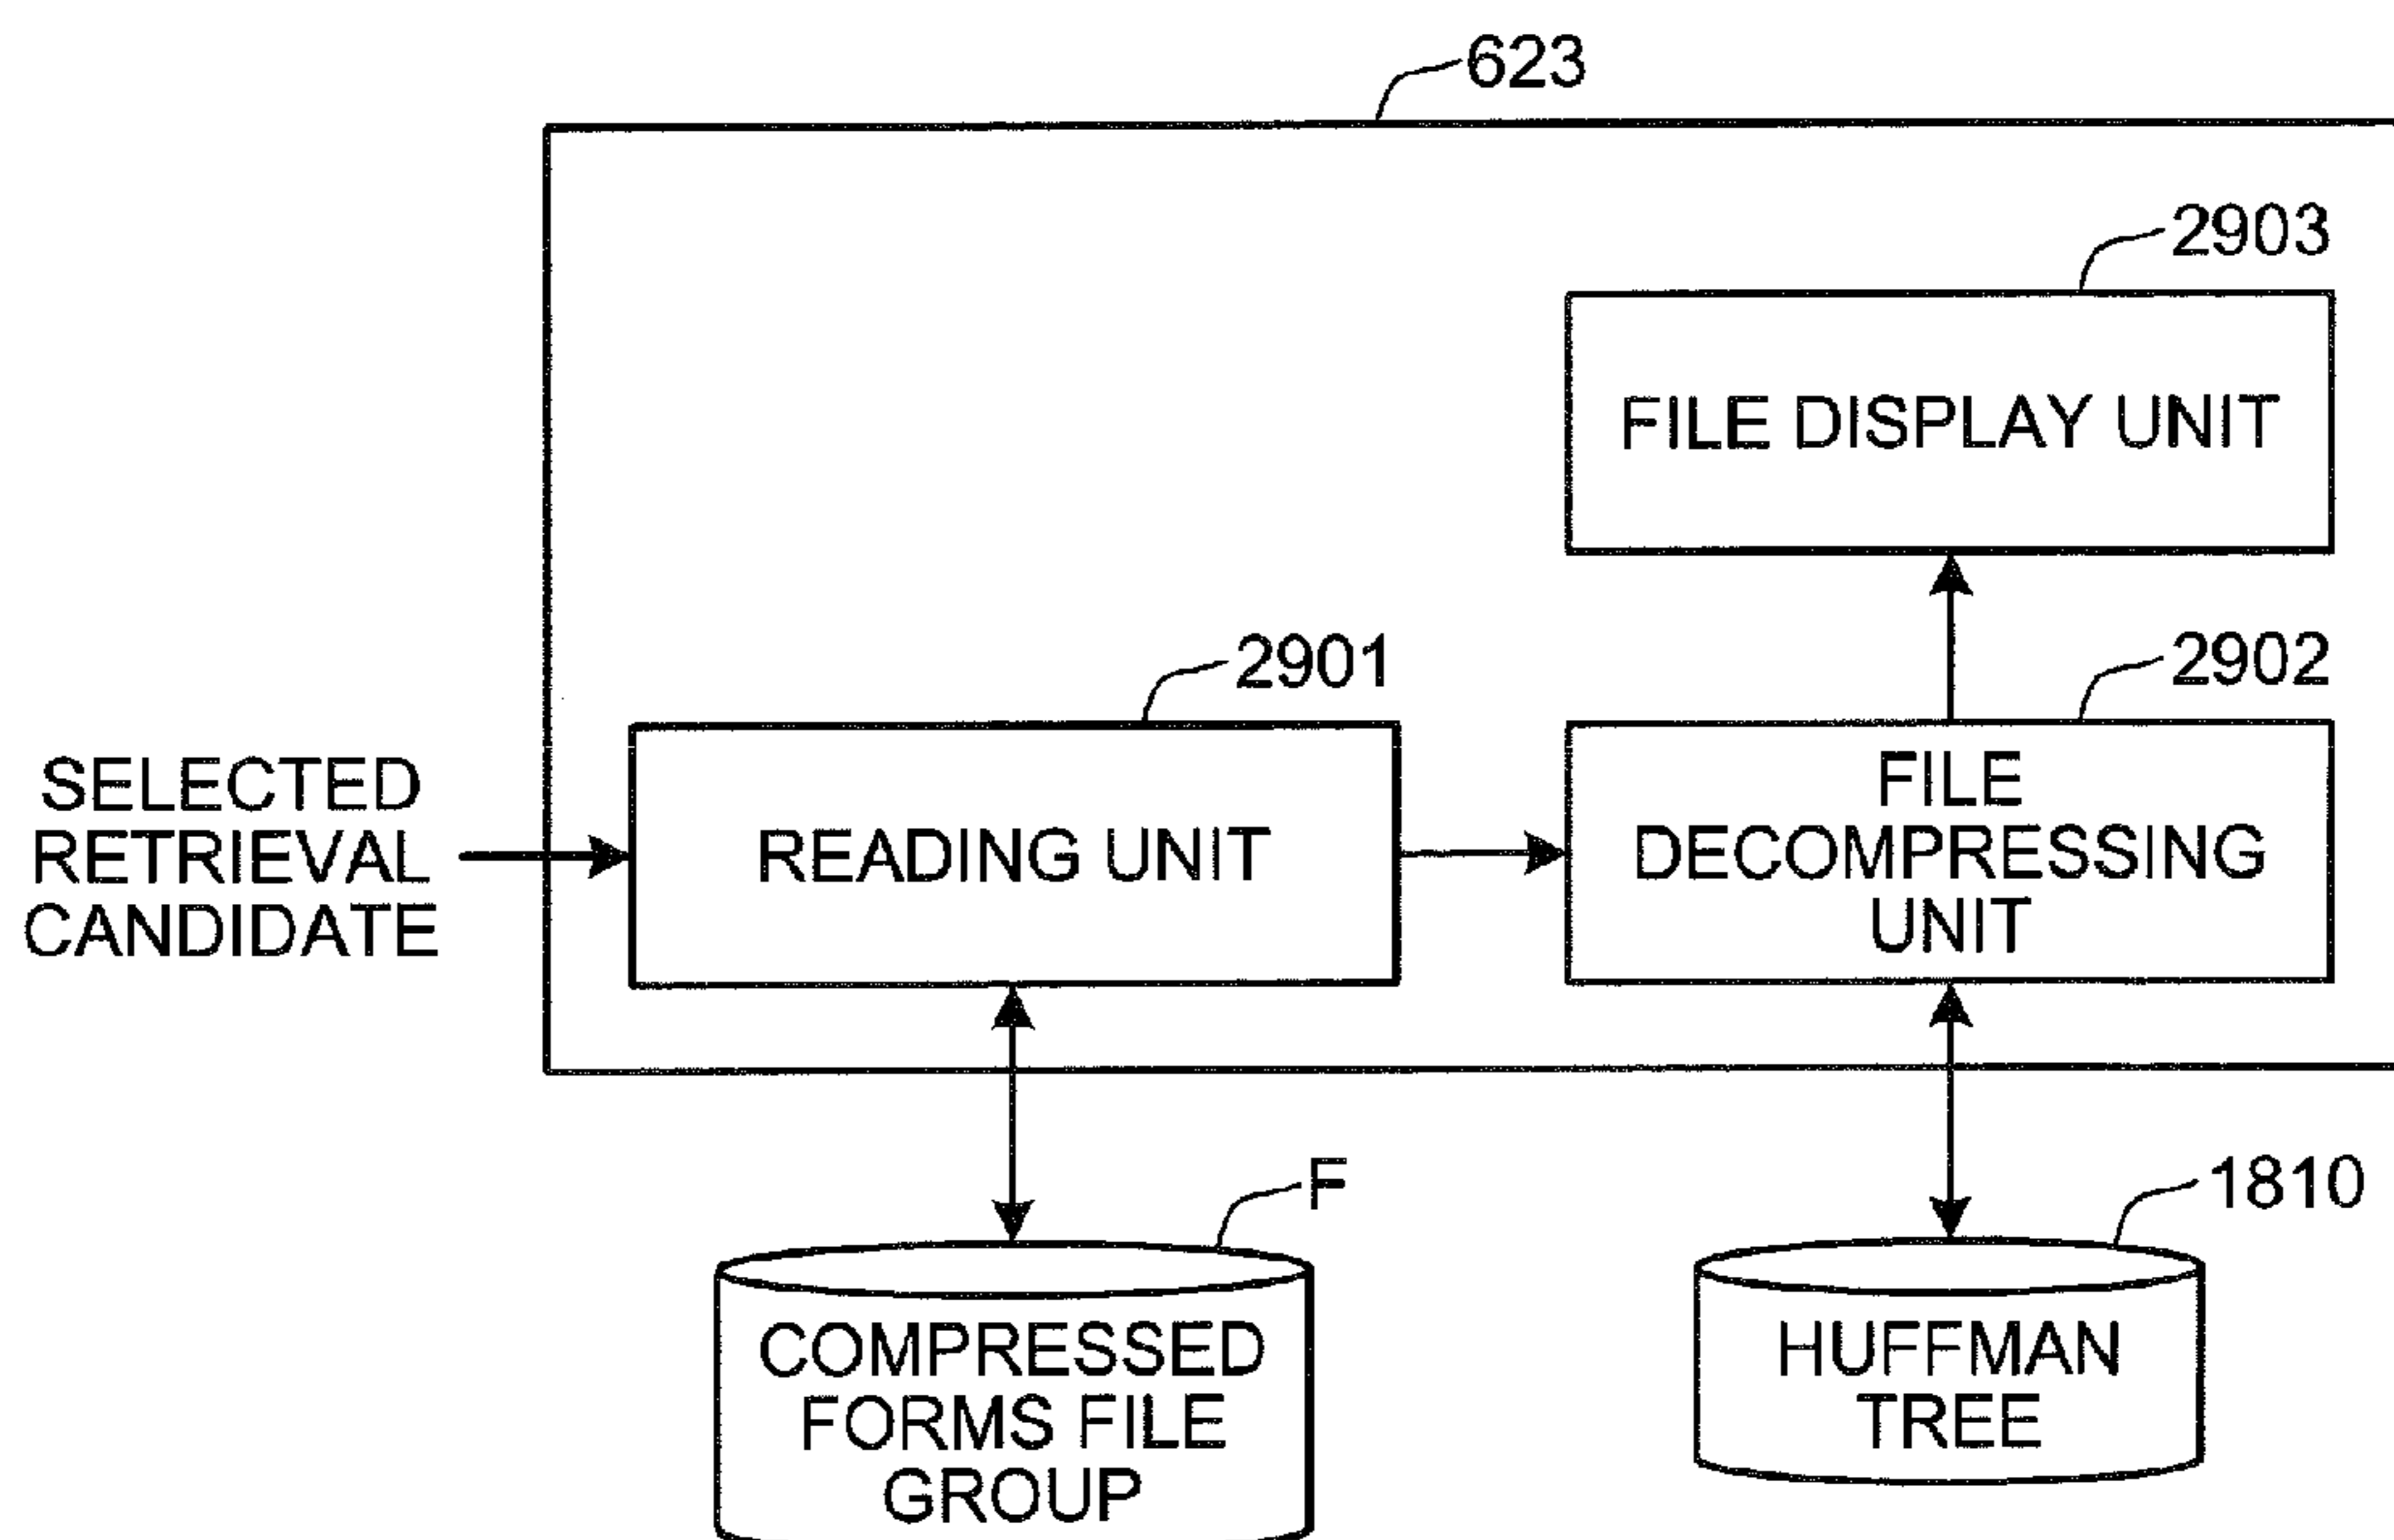 623
2903
FILE DISPLAY UNIT
2901
2902
SELECTED
RETRIEVAL
CANDIDATE
READING UNIT
FILE
DECOMPRESSING
UNIT
F
1810
COMPRESSED
FORMS FILE
GROUP
HUFFMAN
TREE